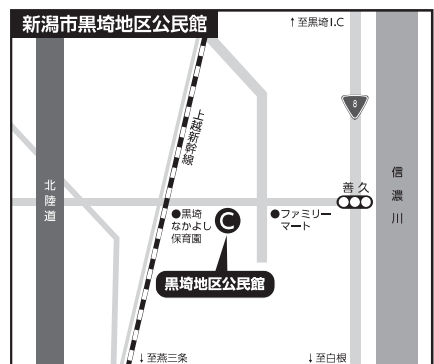 新潟市黒埼地区公民館
↑至黒埼I.C
8
上越新幹線
北陸道
信濃川
善久
●黒埼
なかよし
保育園
C
●ファミリー
マート
黒埼地区公民館
↓至燕三条
↓至白根